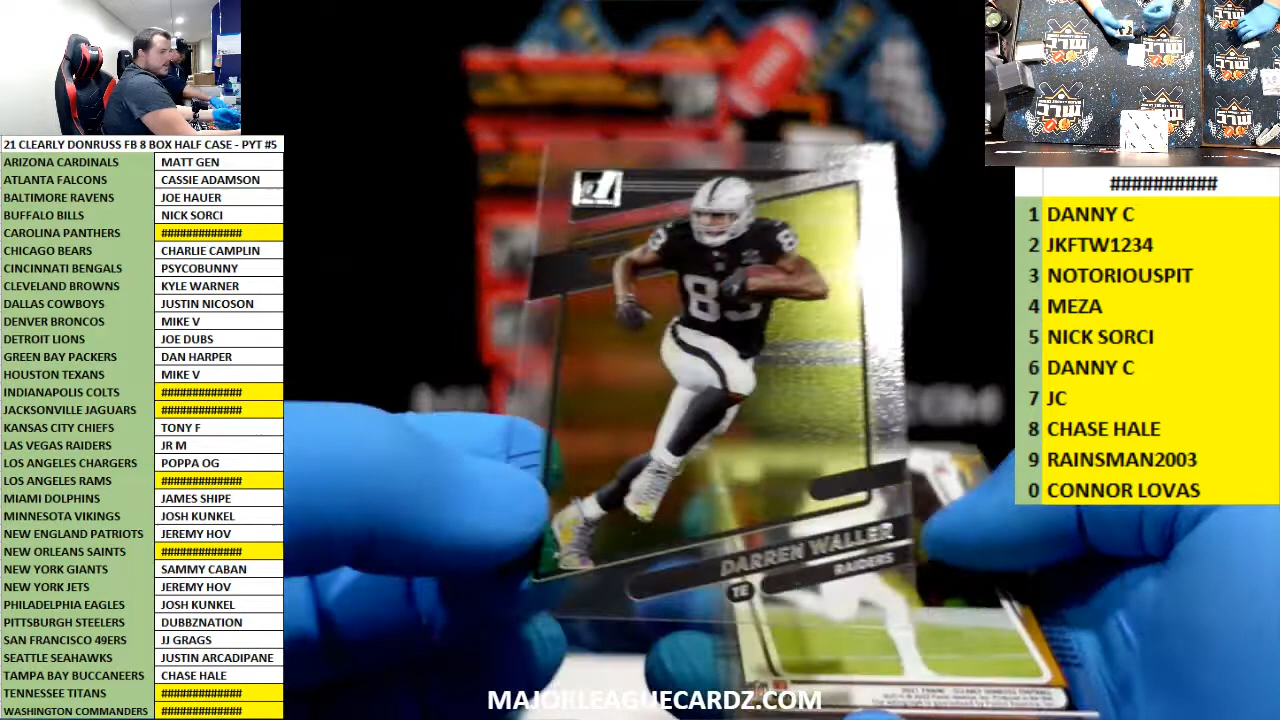 21 CLEARLY DONRUSS FB 8 BOX HALF CASE - PYT #5
ARIZONA CARDINALS MATT GEN
ATLANTA FALCONS CASSIE ADAMSON
BALTIMORE RAVENS JOE HAUER
BUFFALO BILLS NICK SORCI
CAROLINA PANTHERS #############
CHICAGO BEARS CHARLIE CAMPLIN
CINCINNATI BENGALS PSYCOBUNNY
CLEVELAND BROWNS KYLE WARNER
DALLAS COWBOYS JUSTIN NICOSON
DENVER BRONCOS MIKE V
DETROIT LIONS JOE DUBS
GREEN BAY PACKERS DAN HARPER
HOUSTON TEXANS MIKE V
INDIANAPOLIS COLTS #############
JACKSONVILLE JAGUARS #############
KANSAS CITY CHIEFS TONY F
LAS VEGAS RAIDERS JR M
LOS ANGELES CHARGERS POPPA OG
LOS ANGELES RAMS #############
MIAMI DOLPHINS JAMES SHIPE
MINNESOTA VIKINGS JOSH KUNKEL
NEW ENGLAND PATRIOTS JEREMY HOV
NEW ORLEANS SAINTS #############
NEW YORK GIANTS SAMMY CABAN
NEW YORK JETS JEREMY HOV
PHILADELPHIA EAGLES JOSH KUNKEL
PITTSBURGH STEELERS DUBBZNATION
SAN FRANCISCO 49ERS JJ GRAGS
SEATTLE SEAHAWKS JUSTIN ARCADIPANE
TAMPA BAY BUCCANEERS CHASE HALE
TENNESSEE TITANS #############
WASHINGTON COMMANDERS #############
83
DARREN WALLER
RAIDERS
TE
MAJORLEAGUECARDZ.COM
##########
1 DANNY C
2 JKFTW1234
3 NOTORIOUSPIT
4 MEZA
5 NICK SORCI
6 DANNY C
7 JC
8 CHASE HALE
9 RAINSMAN2003
0 CONNOR LOVAS